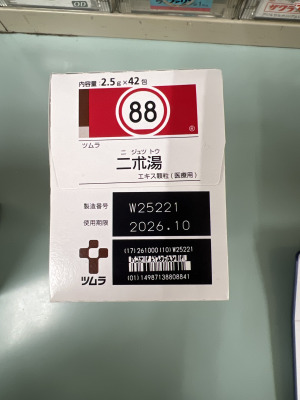 内容量 2.5g×42包
88
®
ツムラ
ニ ジュツ トウ
二朮湯
エキス顆粒(医療用)
製造番号 W25221
使用期限 2026.10
(17)261000(10)W25221
(01)14987138808841
ツムラ